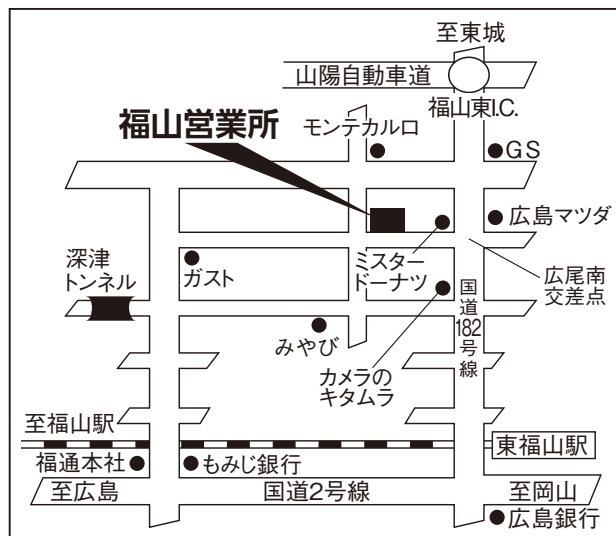 至東城
山陽自動車道
福山東I.C.
福山営業所
モンテカルロ
GS
広島マツダ
深津
トンネル
ガスト
ミスター
ドーナツ
広尾南
交差点
国道182号線
みやび
カメラの
キタムラ
至福山駅
東福山駅
福通本社
もみじ銀行
至広島
国道2号線
至岡山
広島銀行